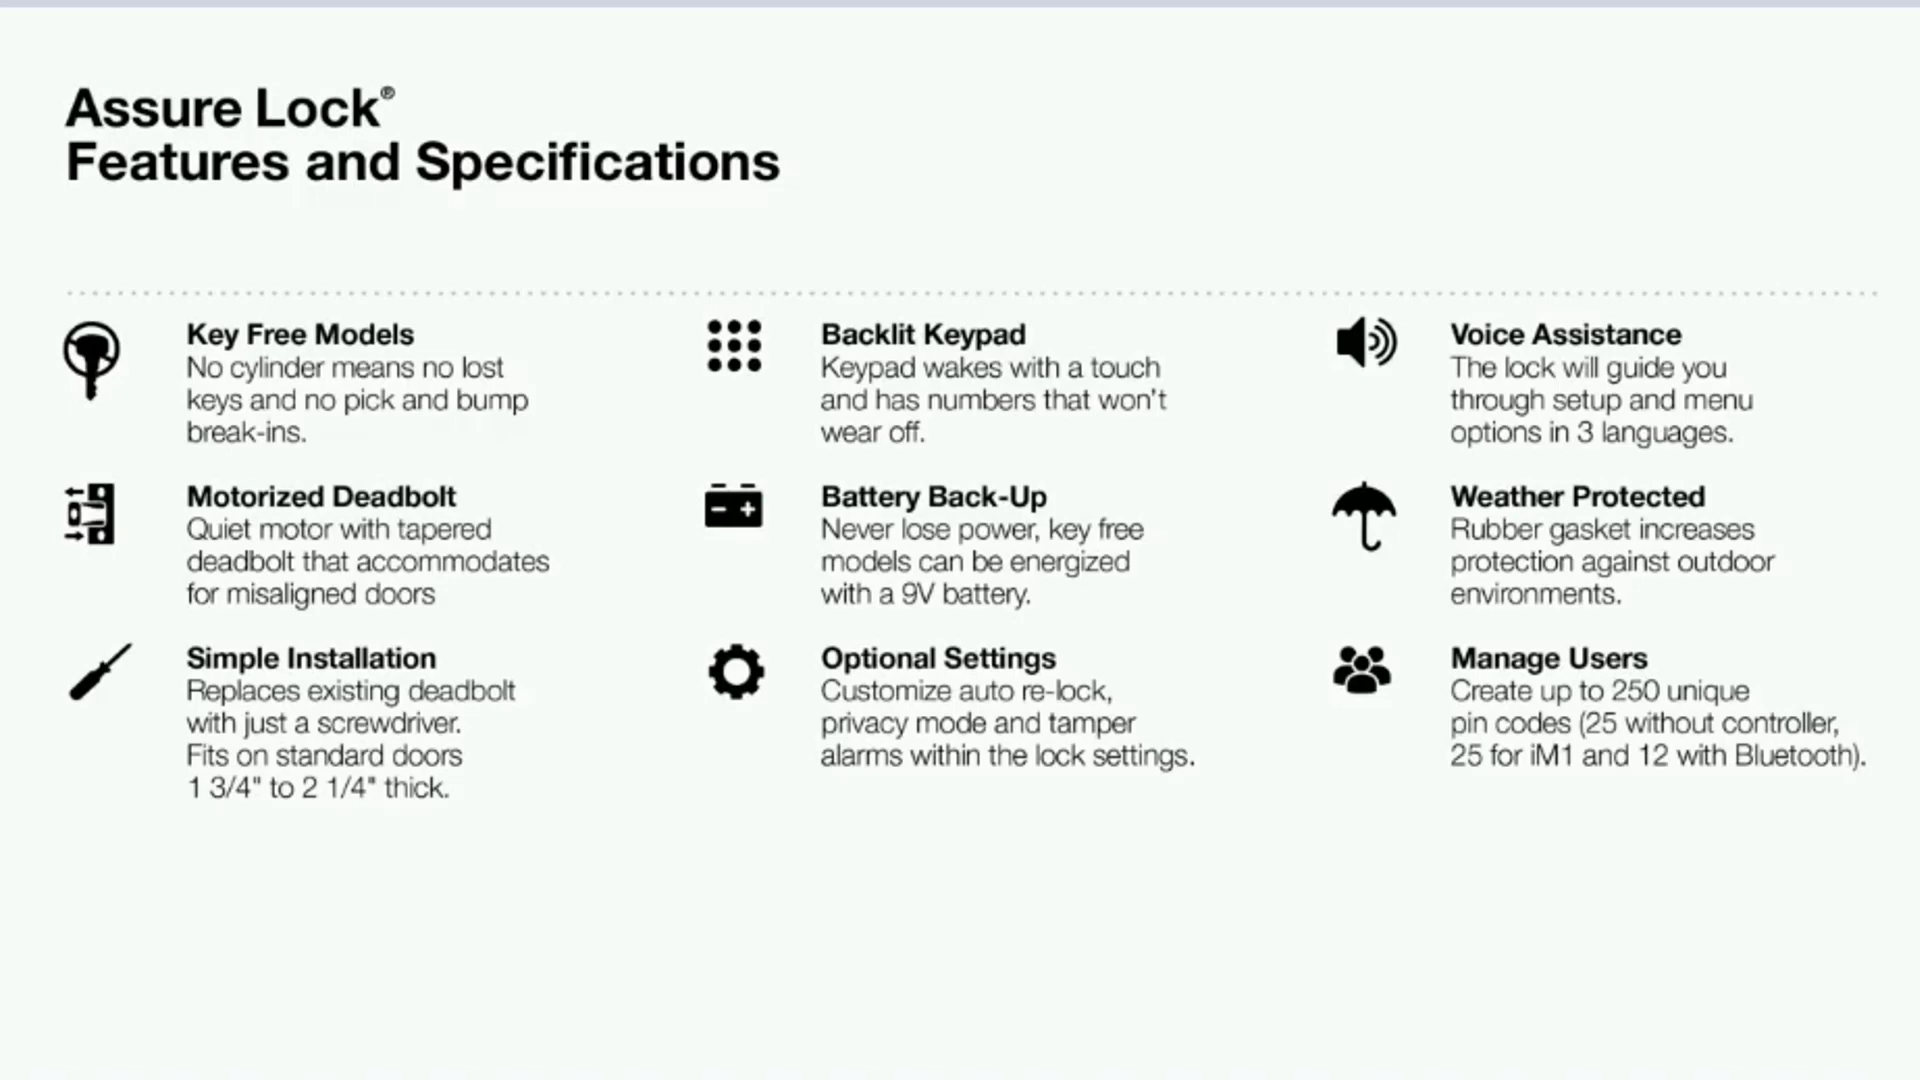 Assure Lock®
Features and Specifications
Key Free Models
No cylinder means no lost
keys and no pick and bump
break-ins.
Backlit Keypad
Keypad wakes with a touch
and has numbers that won't
wear off.
Voice Assistance
The lock will guide you
through setup and menu
options in 3 languages.
Motorized Deadbolt
Quiet motor with tapered
deadbolt that accommodates
for misaligned doors
Battery Back-Up
Never lose power, key free
models can be energized
with a 9V battery.
Weather Protected
Rubber gasket increases
protection against outdoor
environments.
Simple Installation
Replaces existing deadbolt
with just a screwdriver.
Fits on standard doors
1 3/4" to 2 1/4" thick.
Optional Settings
Customize auto re-lock,
privacy mode and tamper
alarms within the lock settings.
Manage Users
Create up to 250 unique
pin codes (25 without controller,
25 for iM1 and 12 with Bluetooth).